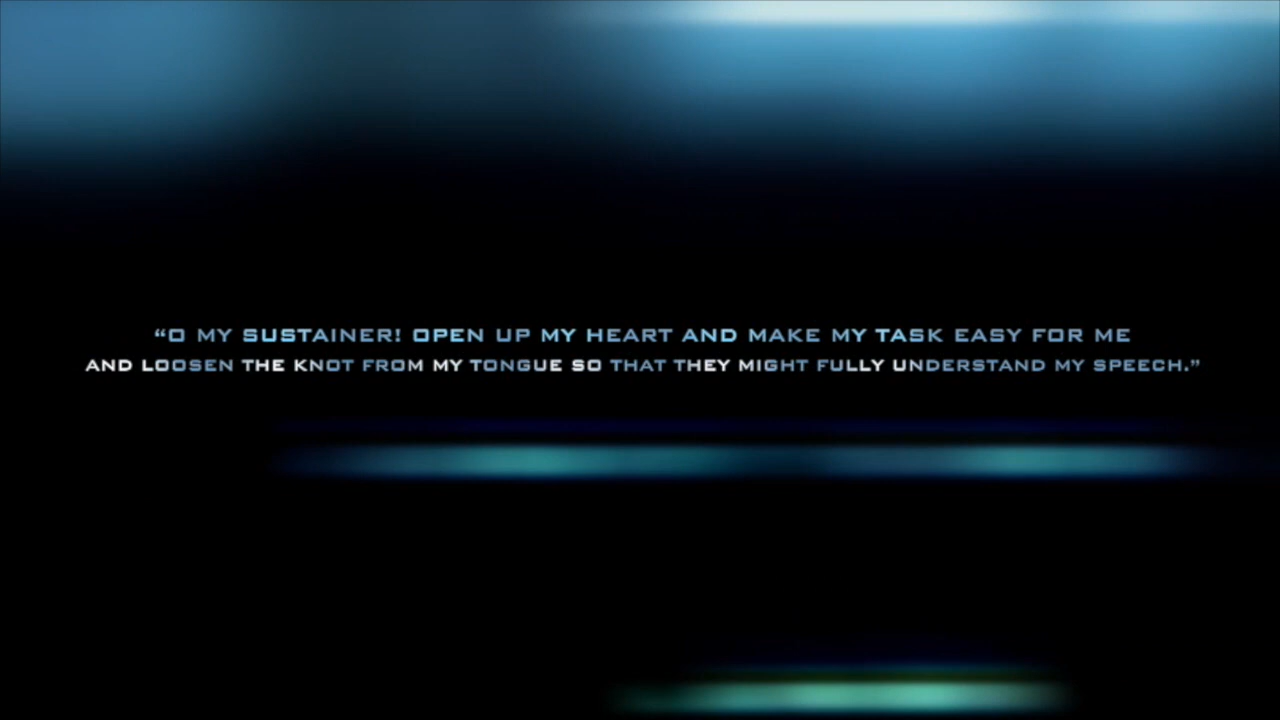 “O MY SUSTAINER! OPEN UP MY HEART AND MAKE MY TASK EASY FOR ME
AND LOOSEN THE KNOT FROM MY TONGUE SO THAT THEY MIGHT FULLY UNDERSTAND MY SPEECH.”